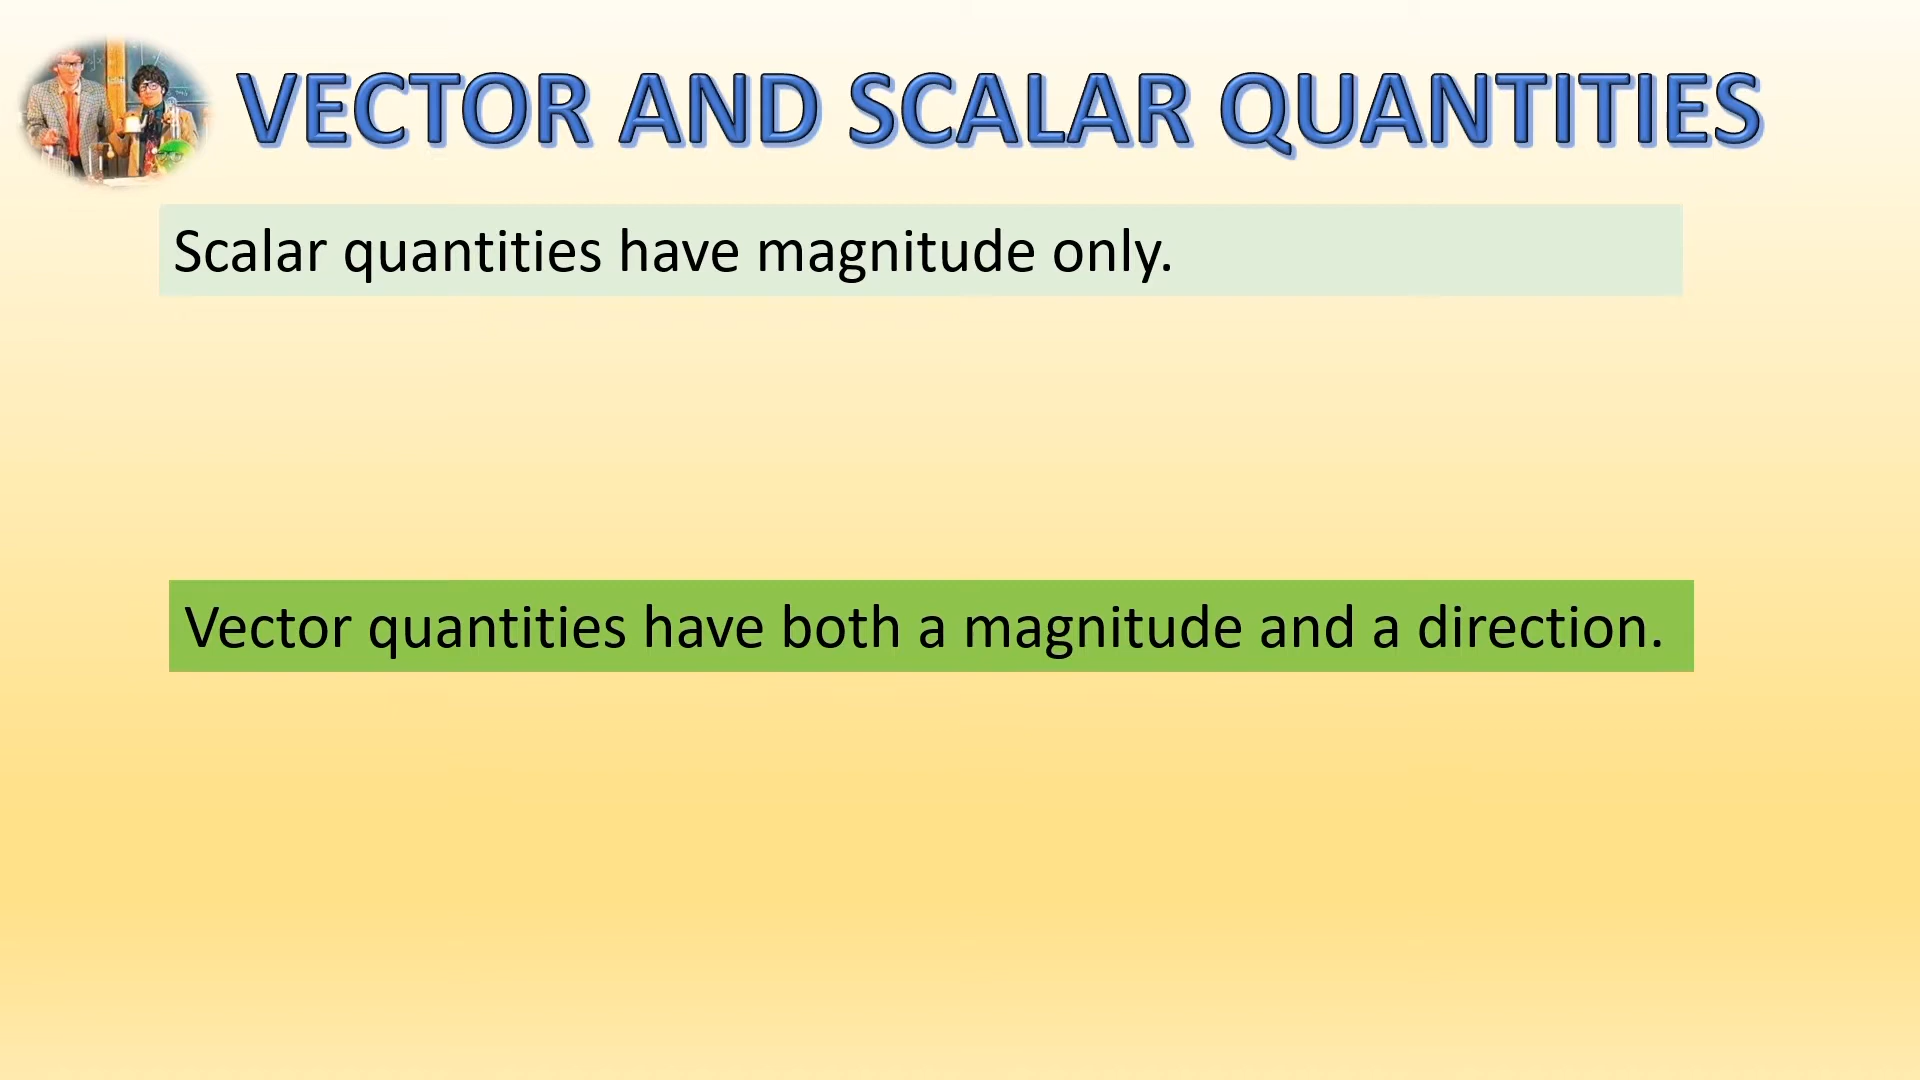 VECTOR AND SCALAR QUANTITIES
Scalar quantities have magnitude only.
Vector quantities have both a magnitude and a direction.